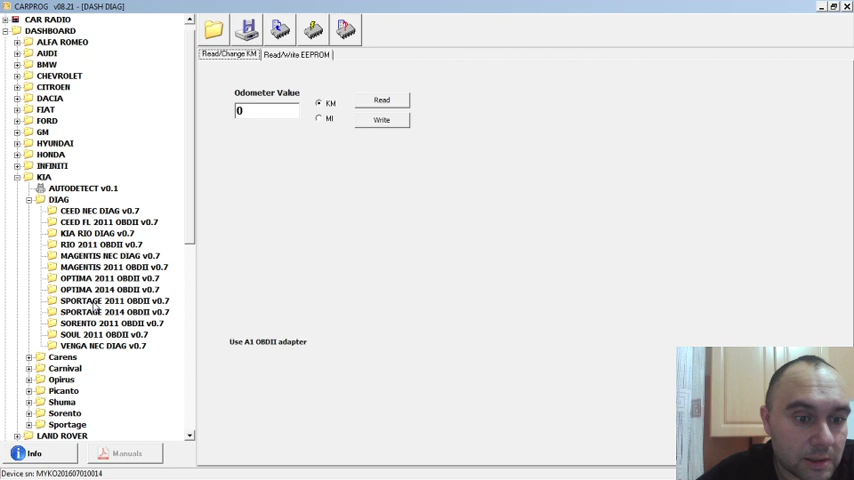 CARPROG v08.21 - [DASH DIAG]
CAR RADIO
DASHBOARD
ALFA ROMEO
AUDI
BMW
CHEVROLET
CITROEN
DACIA
FIAT
FORD
GM
HYUNDAI
HONDA
INFINITI
KIA
AUTODETECT v0.1
DIAG
CEED NEC DIAG v0.7
CEED FL 2011 OBDII v0.7
KIA RIO DIAG v0.7
RIO 2011 OBDII v0.7
MAGENTIS NEC DIAG v0.7
MAGENTIS 2011 OBDII v0.7
OPTIMA 2011 OBDII v0.7
OPTIMA 2014 OBDII v0.7
SPORTAGE 2011 OBDII v0.7
SPORTAGE 2014 OBDII v0.7
SORENTO 2011 OBDII v0.7
SOUL 2011 OBDII v0.7
VENGA NEC DIAG v0.7
Carens
Carnival
Opirus
Picanto
Shuma
Sorento
Sportage
LAND ROVER
Info
Manuals
Device sn: MYKO201607010014
Read/Change KM
Read/Write EEPROM
Odometer Value
0
KM
MI
Read
Write
Use A1 OBDII adapter